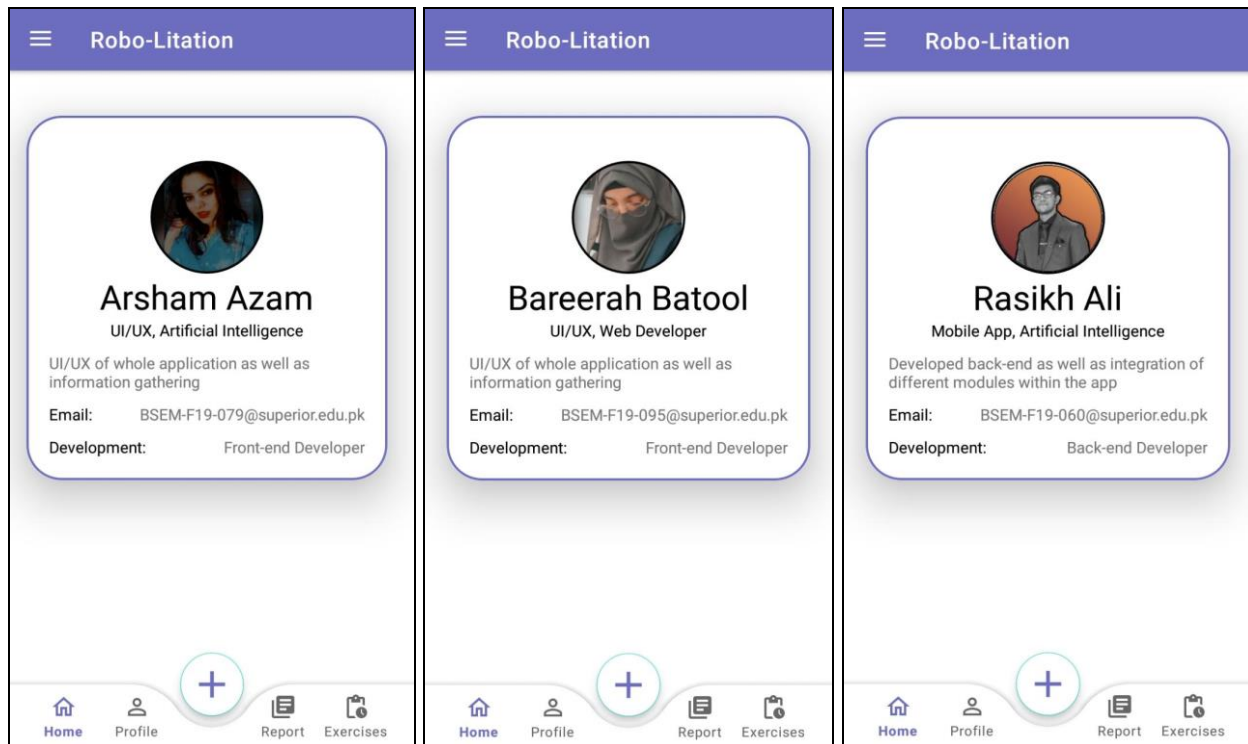 Robo-Litation
Arsham Azam
UI/UX, Artificial Intelligence
UI/UX of whole application as well as
information gathering
Email: BSEM-F19-079@superior.edu.pk
Development: Front-end Developer
Home Profile Report Exercises
Robo-Litation
Bareerah Batool
UI/UX, Web Developer
UI/UX of whole application as well as
information gathering
Email: BSEM-F19-095@superior.edu.pk
Development: Front-end Developer
Home Profile Report Exercises
Robo-Litation
Rasikh Ali
Mobile App, Artificial Intelligence
Developed back-end as well as integration of
different modules within the app
Email: BSEM-F19-060@superior.edu.pk
Development: Back-end Developer
Home Profile Report Exercises